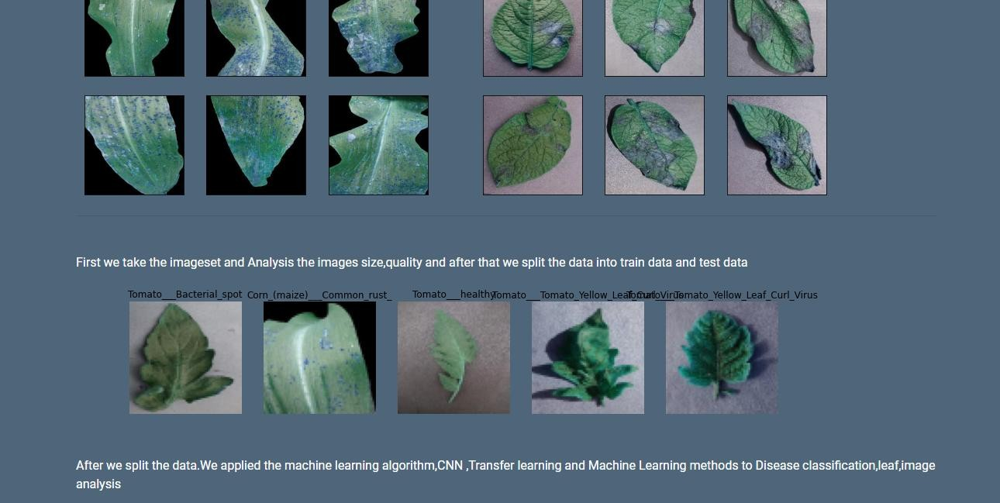 First we take the imageset and Analysis the images size,quality and after that we split the data into train data and test data
Tomato___Bacterial_spot
Corn_(maize)___Common_rust_
Tomato___healthy
Tomato___Tomato_Yellow_Leaf_Curl_Virus
Tomato___Tomato_Yellow_Leaf_Curl_Virus
After we split the data.We applied the machine learning algorithm,CNN ,Transfer learning and Machine Learning methods to Disease classification,leaf,image
analysis